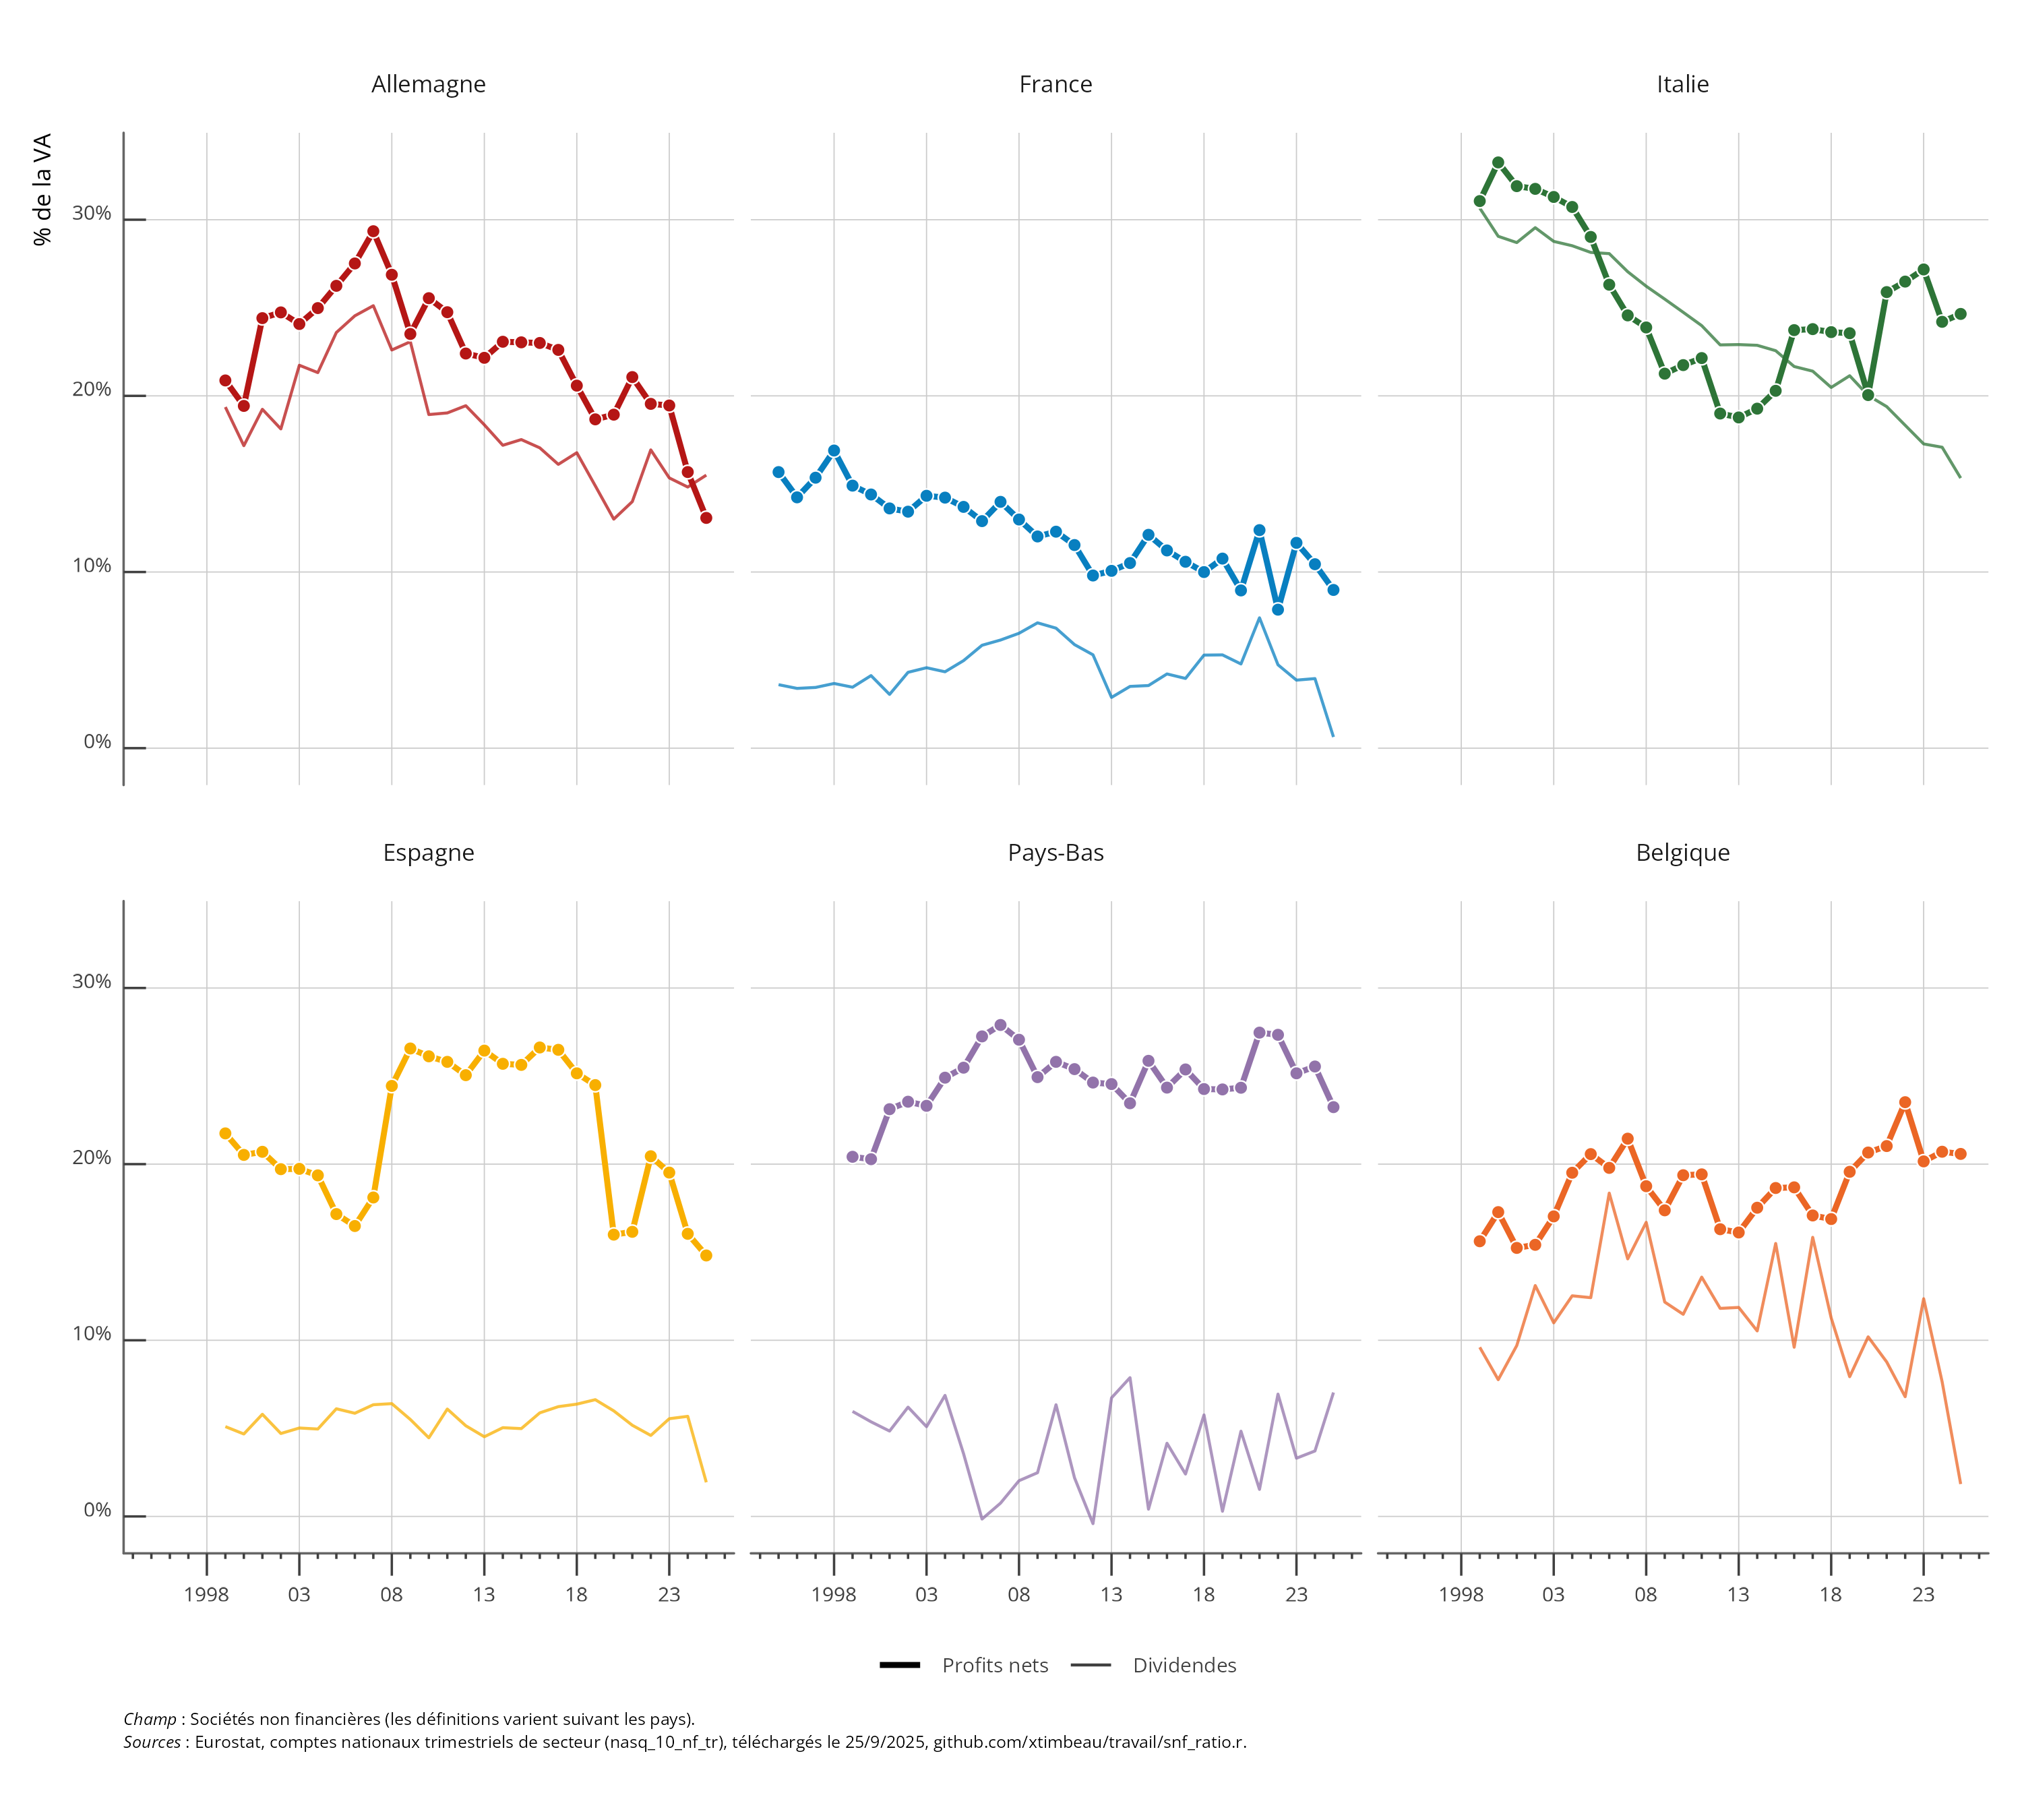 Allemagne
France
Italie
% de la VA
30%
20%
10%
0%
Espagne
Pays-Bas
Belgique
30%
20%
10%
0%
1998 03 08 13 18 23
1998 03 08 13 18 23
1998 03 08 13 18 23
Profits nets
Dividendes
Champ : Sociétés non financières (les définitions varient suivant les pays).
Sources : Eurostat, comptes nationaux trimestriels de secteur (nasq_10_nf_tr), téléchargés le 25/9/2025, github.com/xtimbeau/travail/snf_ratio.r.